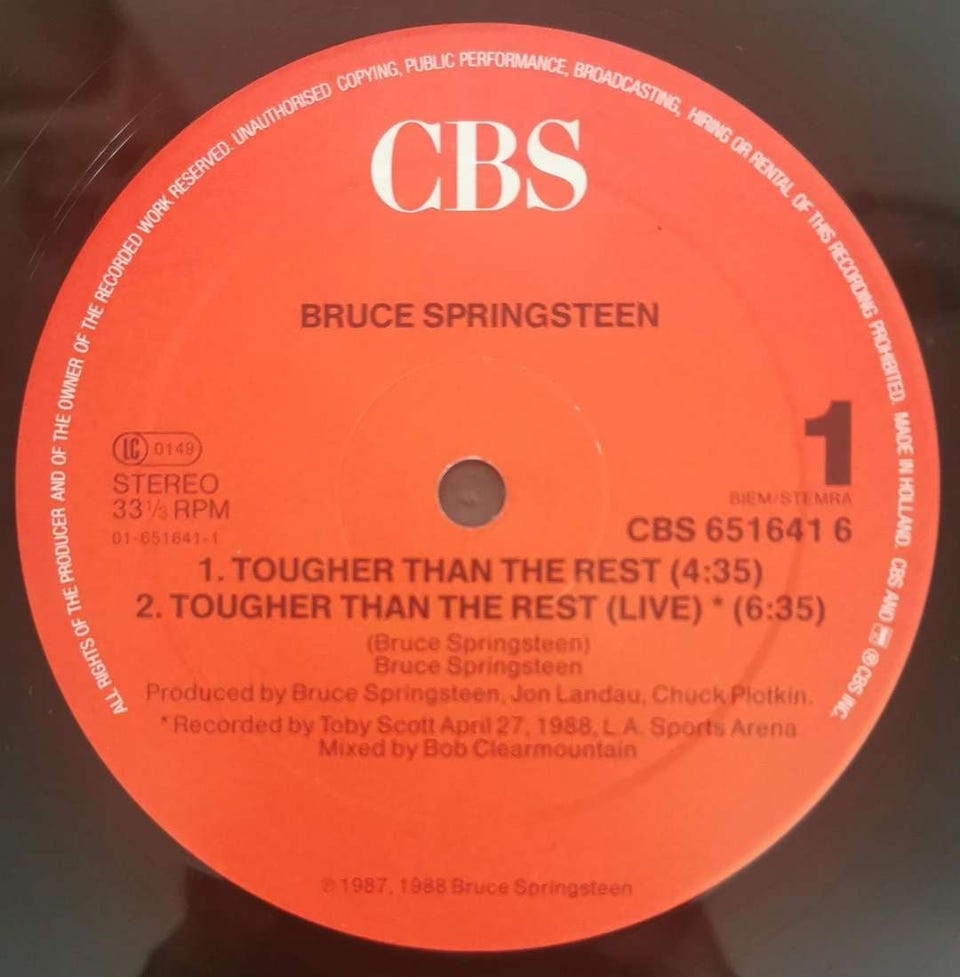 ALL RIGHTS OF THE PRODUCER AND OF THE OWNER OF THE RECORDED WORK RESERVED. UNAUTHORISED COPYING, PUBLIC PERFORMANCE, BROADCASTING, HIRING OR RENTAL OF THIS RECORDING PROHIBITED. MADE IN HOLLAND. CBS AND ® CBS INC.
CBS
BRUCE SPRINGSTEEN
1
LC 0149
STEREO
33⅓ RPM
01-651641-1
BIEM/STEMRA
CBS 651641 6
1. TOUGHER THAN THE REST (4:35)
2. TOUGHER THAN THE REST (LIVE) * (6:35)
(Bruce Springsteen)
Bruce Springsteen
Produced by Bruce Springsteen, Jon Landau, Chuck Plotkin.
*Recorded by Toby Scott April 27, 1988, L.A. Sports Arena
Mixed by Bob Clearmountain
℗ 1987, 1988 Bruce Springsteen